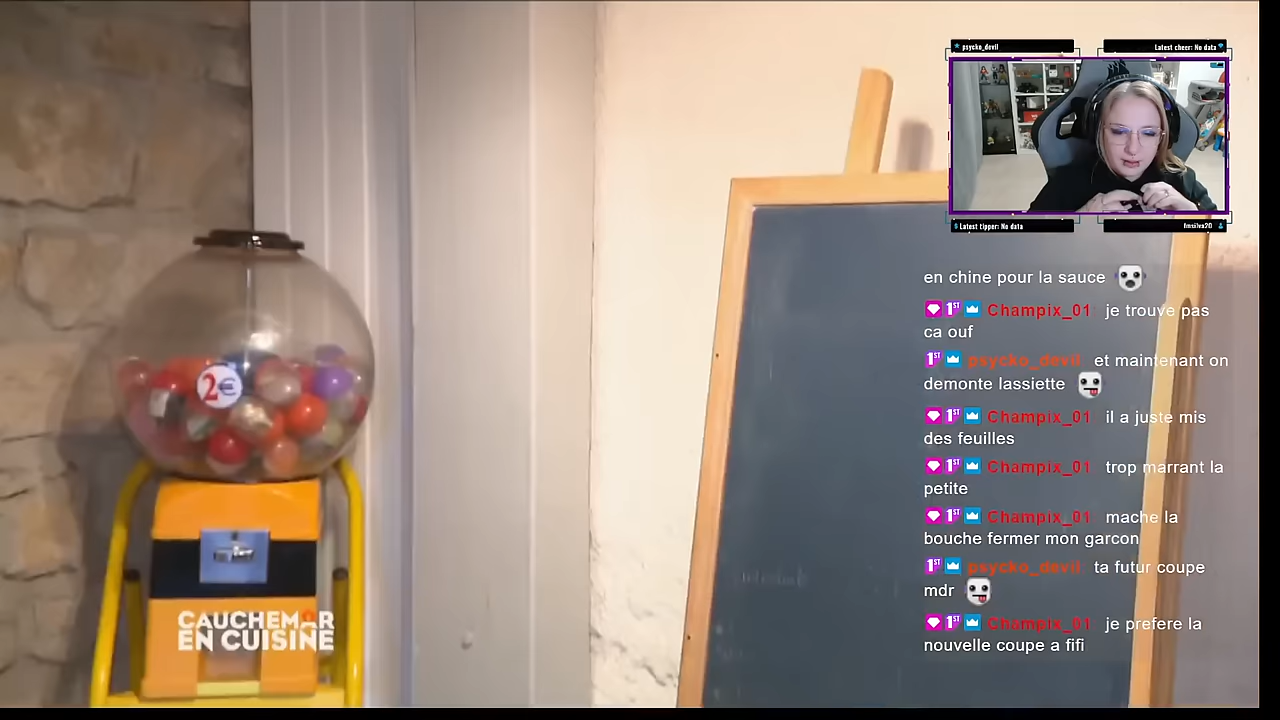 psycko_devil
Latest cheer: No data
Latest tipper: No data
fmsilva20
en chine pour la sauce
1ST Champix_01 je trouve pas
ca ouf
1ST psycko_devil et maintenant on
demonte lassiette
1ST Champix_01 il a juste mis
des feuilles
1ST Champix_01 trop marrant la
petite
1ST Champix_01 mache la
bouche fermer mon garcon
1ST psycko_devil ta futur coupe
mdr
1ST Champix_01 je prefere la
nouvelle coupe a fifi
2€
CAUCHEMAR
EN CUISINE